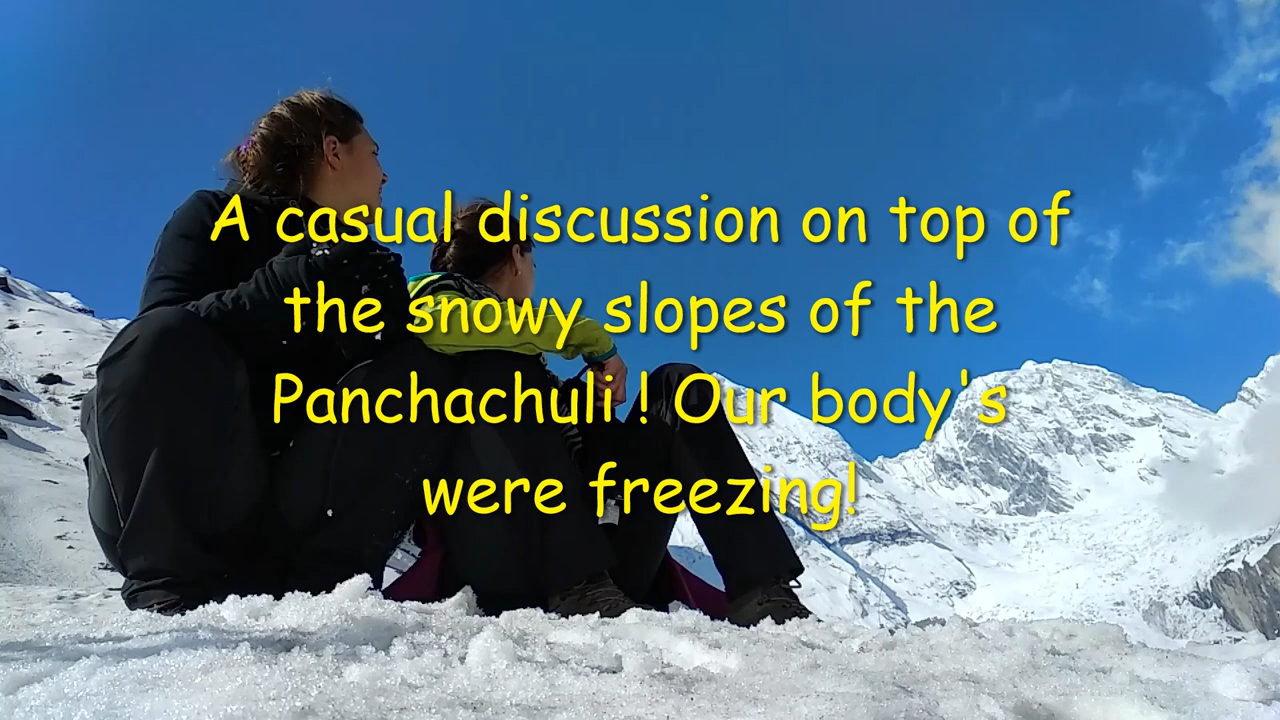 A casual discussion on top of
the snowy slopes of the
Panchachuli ! Our body's
were freezing!